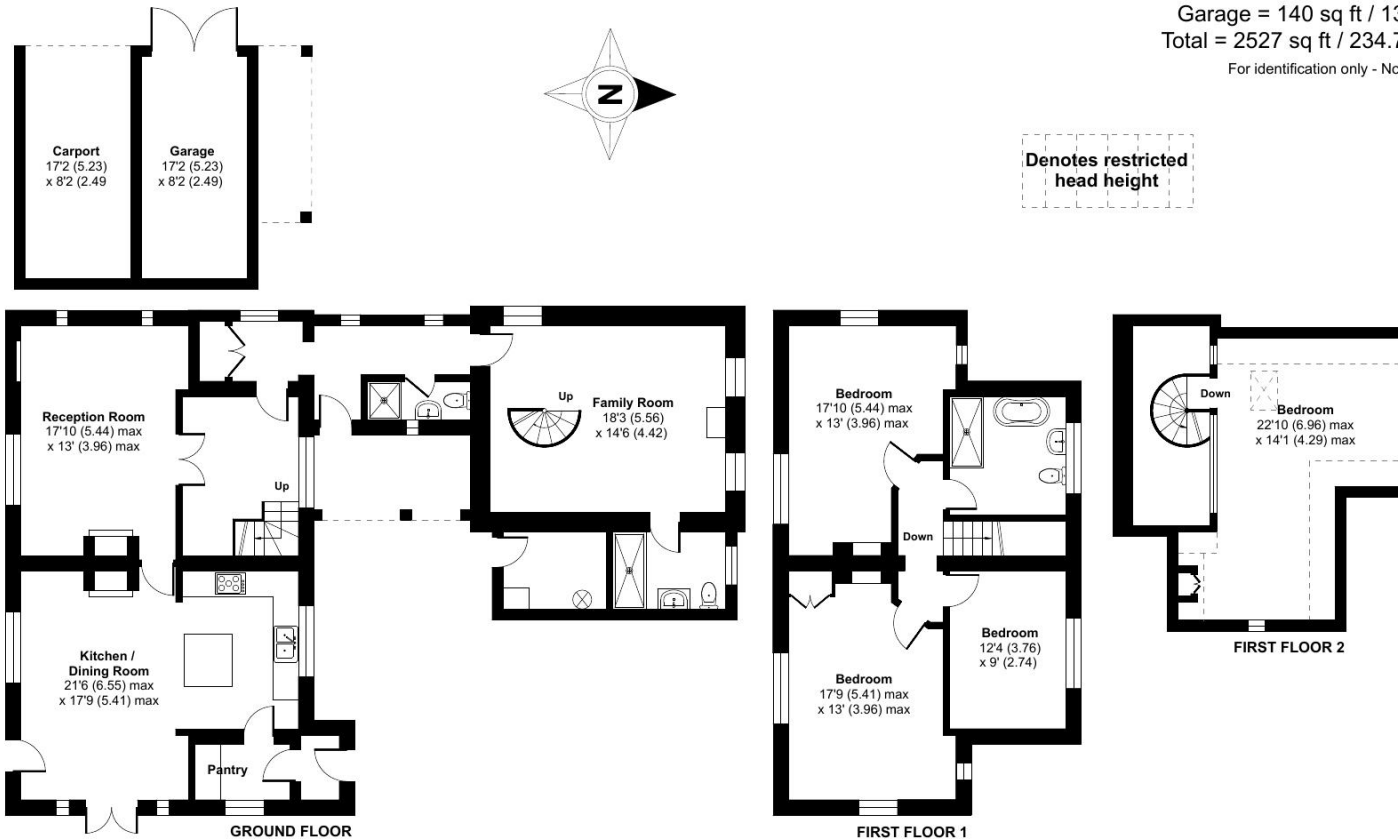 Garage = 140 sq ft / 13
Total = 2527 sq ft / 234.7
For identification only - No
N
Denotes restricted
head height
Carport
17'2 (5.23)
x 8'2 (2.49
Garage
17'2 (5.23)
x 8'2 (2.49)
Reception Room
17'10 (5.44) max
x 13' (3.96) max
Up
Up
Family Room
18'3 (5.56)
x 14'6 (4.42)
Kitchen /
Dining Room
21'6 (6.55) max
x 17'9 (5.41) max
Pantry
GROUND FLOOR
Bedroom
17'10 (5.44) max
x 13' (3.96) max
Down
Bedroom
12'4 (3.76)
x 9' (2.74)
Bedroom
17'9 (5.41) max
x 13' (3.96) max
FIRST FLOOR 1
Down
Bedroom
22'10 (6.96) max
x 14'1 (4.29) max
FIRST FLOOR 2